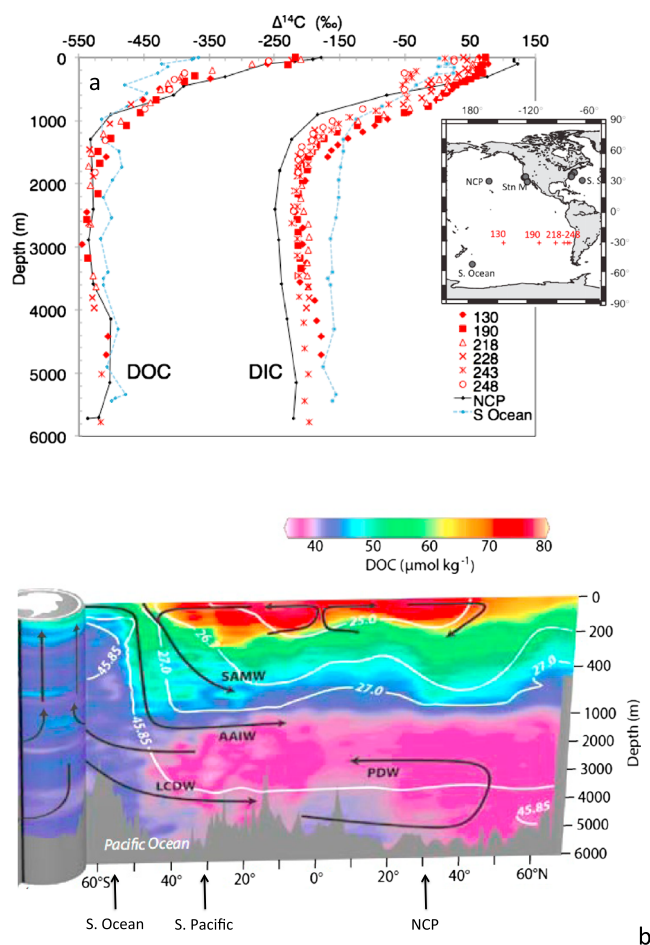 Δ¹⁴C (‰)
-550 -450 -350 -250 -150 -50 50 150
a
0
1000
2000
3000
4000
5000
6000
Depth (m)
DOC
DIC
180˚ -120˚ -60˚
90˚
60˚
30˚
0˚
-30˚
-60˚
-90˚
NCP
Stn M
S. S
130 190 218-248
S. Ocean
130
190
218
228
243
248
NCP
S Ocean
40 50 60 70 80
DOC (μmol kg⁻¹)
0
200
400
1000
2000
3000
4000
5000
6000
Depth (m)
25.0
26
27.0
27.0
27.0
45.85
45.85
45.85
SAMW
AAIW
LCDW
PDW
Pacific Ocean
60°S 40° 20° 0° 20° 40° 60°N
S. Ocean
S. Pacific
NCP
b